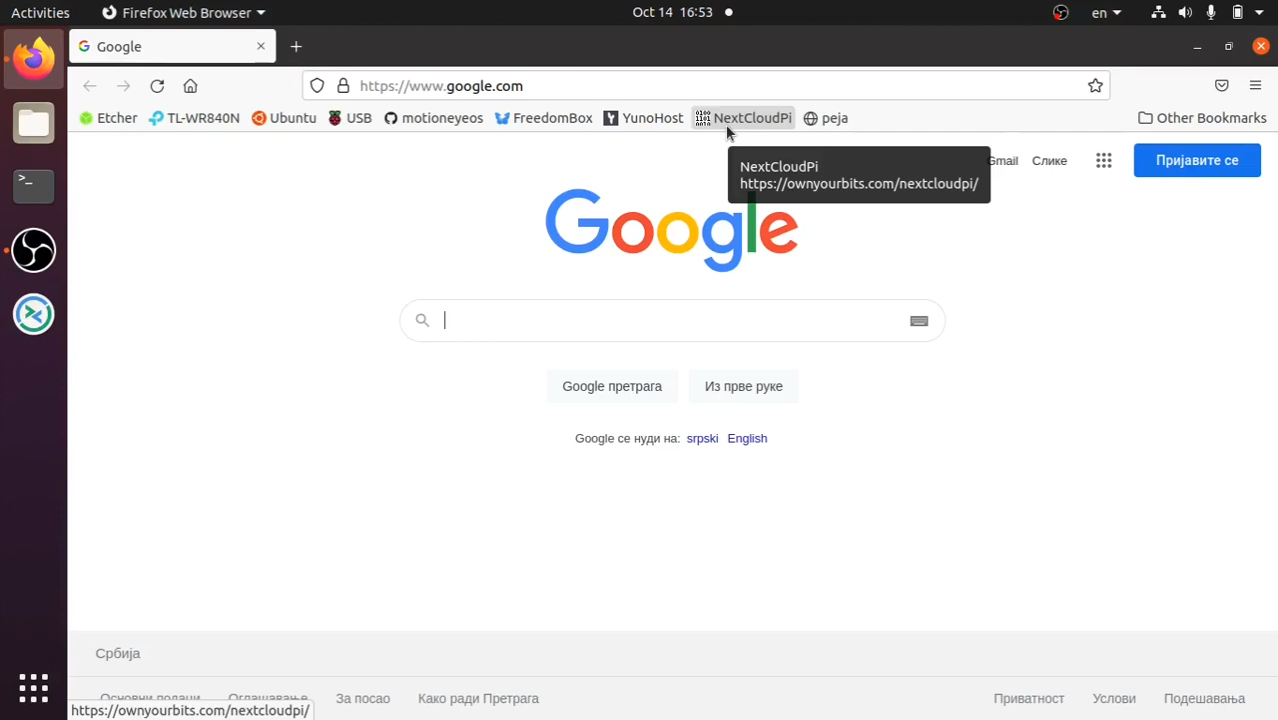 Activities
Firefox Web Browser
Oct 14 16:53
en
Google
https://www.google.com
Etcher
TL-WR840N
Ubuntu
USB
motioneyeos
FreedomBox
YunoHost
NextCloudPi
peja
Other Bookmarks
NextCloudPi
https://ownyourbits.com/nextcloudpi/
Gmail
Слике
Пријавите се
Google
Google претрага
Из прве руке
Google се нуди на: srpski English
Србија
Основни подаци
Оглашавање
За посао
Како ради Претрага
Приватност
Услови
Подешавања
https://ownyourbits.com/nextcloudpi/